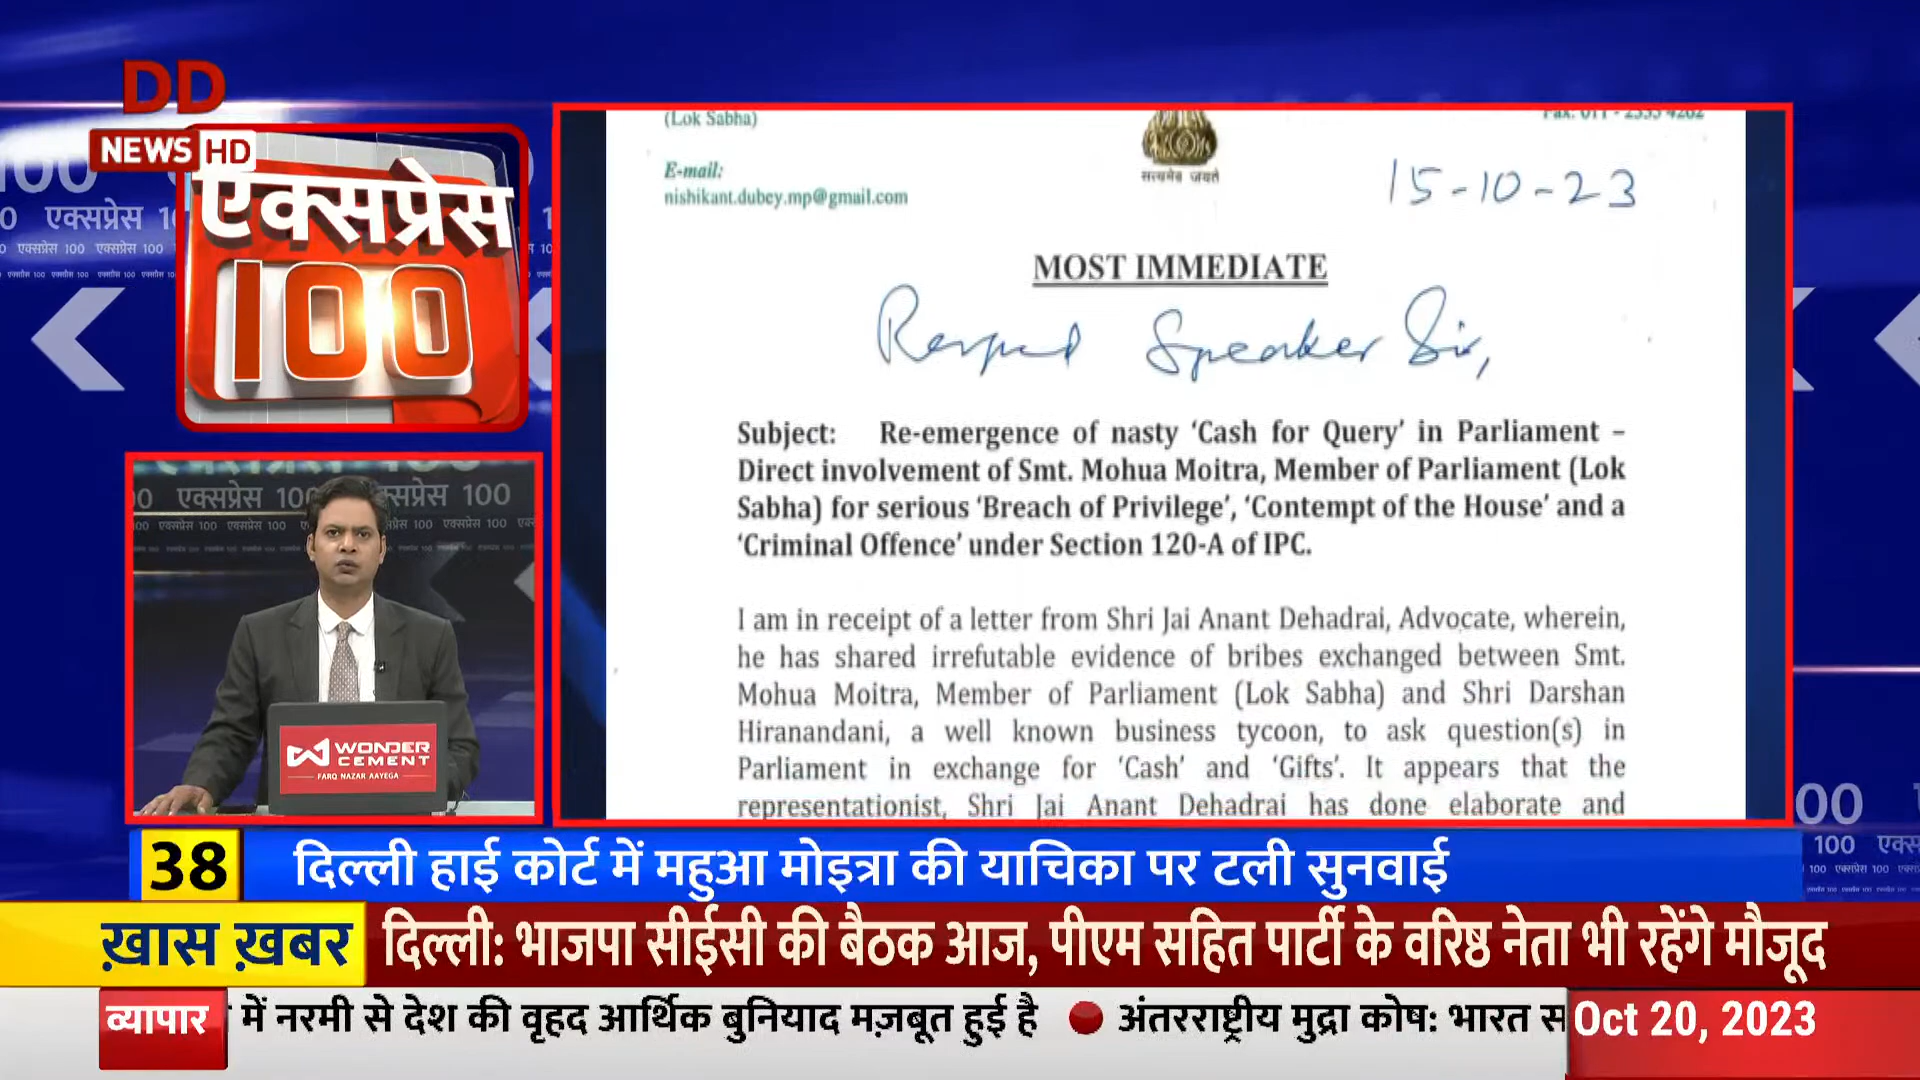 DD
NEWS HD
एक्सप्रेस
100
(Lok Sabha)
E-mail:
nishikant.dubey.mp@gmail.com
सत्यमेव जयते
15-10-23
MOST IMMEDIATE
Speaker Sir,
Subject: Re-emergence of nasty ‘Cash for Query’ in Parliament –
Direct involvement of Smt. Mohua Moitra, Member of Parliament (Lok
Sabha) for serious ‘Breach of Privilege’, ‘Contempt of the House’ and a
‘Criminal Offence’ under Section 120-A of IPC.
I am in receipt of a letter from Shri Jai Anant Dehadrai, Advocate, wherein,
he has shared irrefutable evidence of bribes exchanged between Smt.
Mohua Moitra, Member of Parliament (Lok Sabha) and Shri Darshan
Hiranandani, a well known business tycoon, to ask question(s) in
Parliament in exchange for ‘Cash’ and ‘Gifts’. It appears that the
representationist, Shri Jai Anant Dehadrai has done elaborate and
WONDER
CEMENT
FARQ NAZAR AAYEGA
38 दिल्ली हाई कोर्ट में महुआ मोइत्रा की याचिका पर टली सुनवाई
ख़ास ख़बर दिल्ली: भाजपा सीईसी की बैठक आज, पीएम सहित पार्टी के वरिष्ठ नेता भी रहेंगे मौजूद
व्यापार में नरमी से देश की वृहद आर्थिक बुनियाद मज़बूत हुई है ● अंतरराष्ट्रीय मुद्रा कोष: भारत स Oct 20, 2023